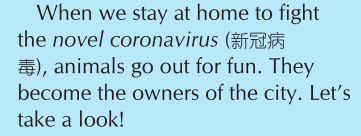 When we stay at home to fight
the novel coronavirus (新冠病
毒), animals go out for fun. They
become the owners of the city. Let's
take a look!